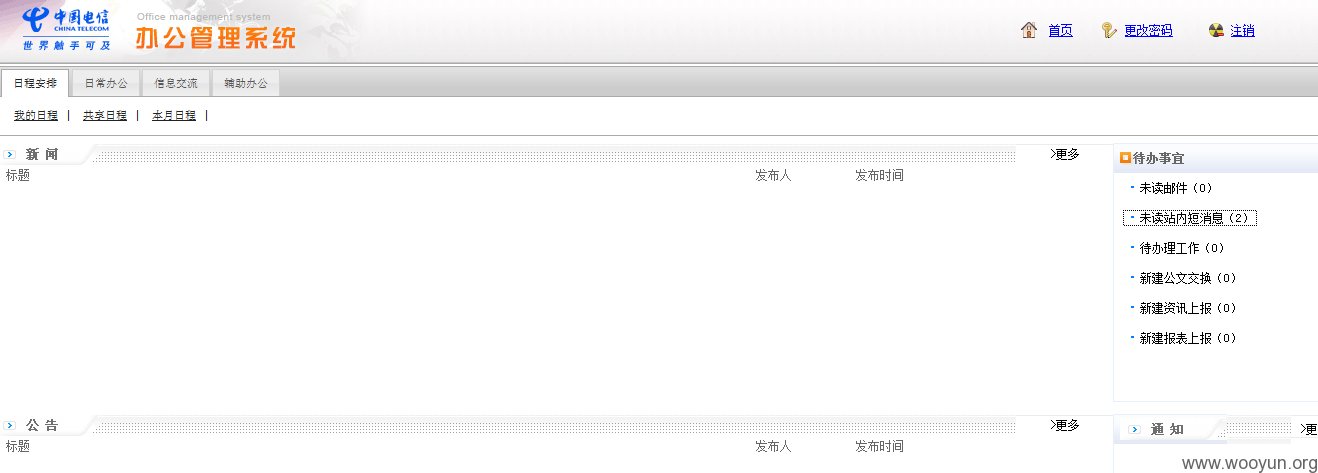 中国电信
CHINA TELECOM
世界触手可及
Office management system
办公管理系统
首页 更改密码 注销
日程安排 日常办公 信息交流 辅助办公
我的日程 | 共享日程 | 本月日程 |
新闻 >更多
标题 发布人 发布时间
待办事宜
未读邮件（0）
未读站内短消息（2）
待办理工作（0）
新建公文交换（0）
新建资讯上报（0）
新建报表上报（0）
公告 >更多
标题 发布人 发布时间
通知 >更
www.wooyun.org